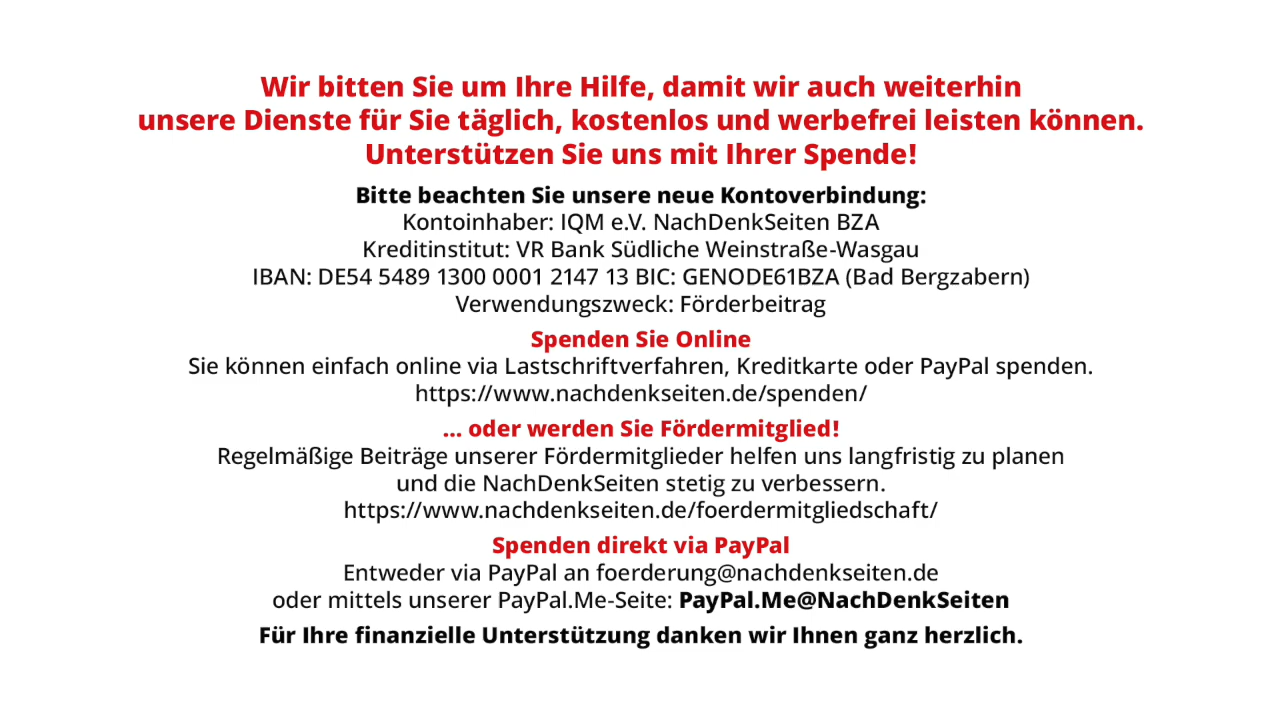 Wir bitten Sie um Ihre Hilfe, damit wir auch weiterhin
unsere Dienste für Sie täglich, kostenlos und werbefrei leisten können.
Unterstützen Sie uns mit Ihrer Spende!
Bitte beachten Sie unsere neue Kontoverbindung:
Kontoinhaber: IQM e.V. NachDenkSeiten BZA
Kreditinstitut: VR Bank Südliche Weinstraße-Wasgau
IBAN: DE54 5489 1300 0001 2147 13 BIC: GENODE61BZA (Bad Bergzabern)
Verwendungszweck: Förderbeitrag
Spenden Sie Online
Sie können einfach online via Lastschriftverfahren, Kreditkarte oder PayPal spenden.
https://www.nachdenkseiten.de/spenden/
... oder werden Sie Fördermitglied!
Regelmäßige Beiträge unserer Fördermitglieder helfen uns langfristig zu planen
und die NachDenkSeiten stetig zu verbessern.
https://www.nachdenkseiten.de/foerdermitgliedschaft/
Spenden direkt via PayPal
Entweder via PayPal an foerderung@nachdenkseiten.de
oder mittels unserer PayPal.Me-Seite: PayPal.Me@NachDenkSeiten
Für Ihre finanzielle Unterstützung danken wir Ihnen ganz herzlich.